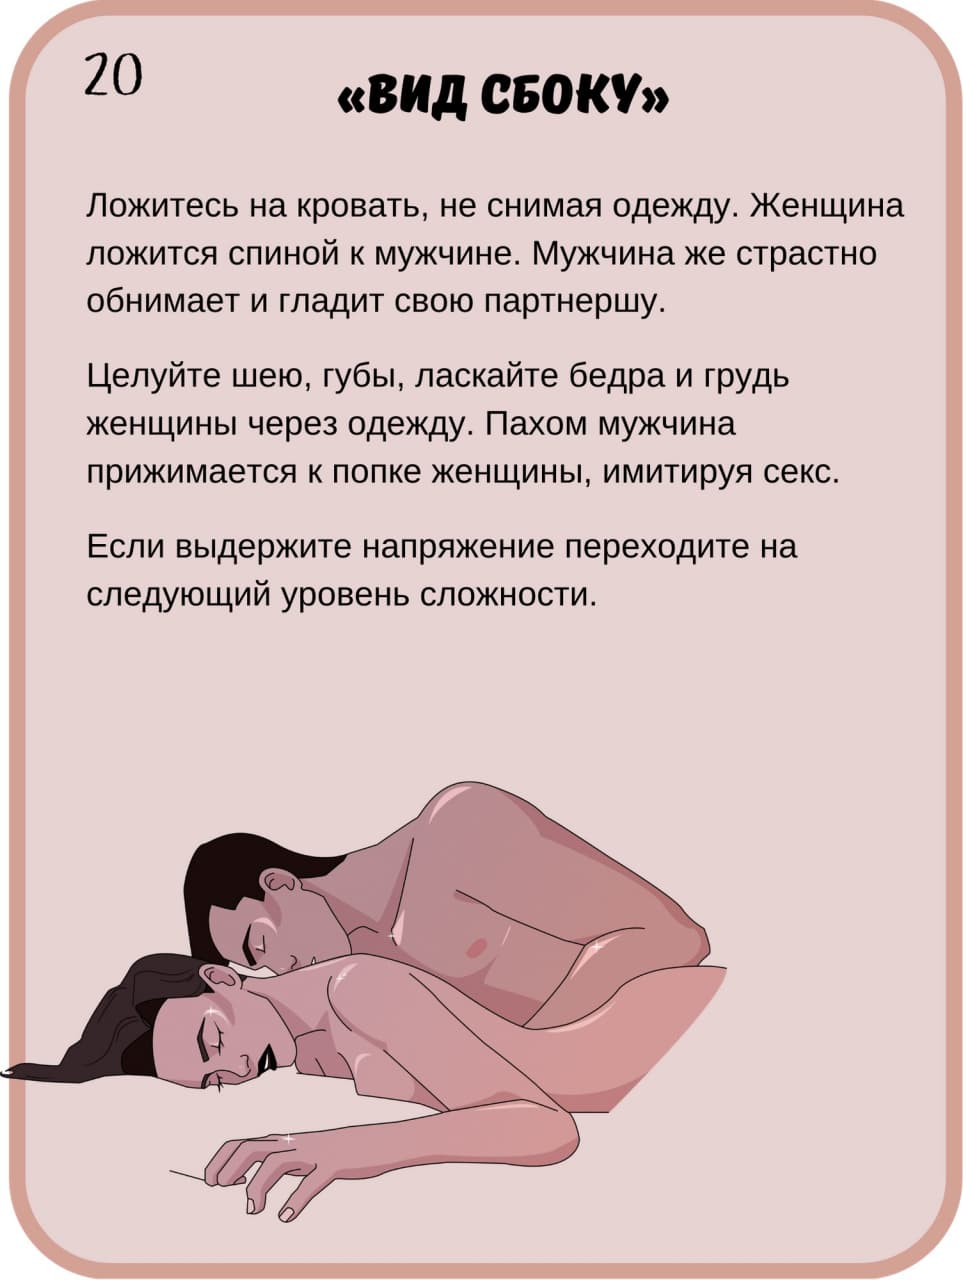 20
«ВИД СБОКУ»
Ложитесь на кровать, не снимая одежду. Женщина
ложится спиной к мужчине. Мужчина же страстно
обнимает и гладит свою партнершу.
Целуйте шею, губы, ласкайте бедра и грудь
женщины через одежду. Пахом мужчина
прижимается к попке женщины, имитируя секс.
Если выдержите напряжение переходите на
следующий уровень сложности.